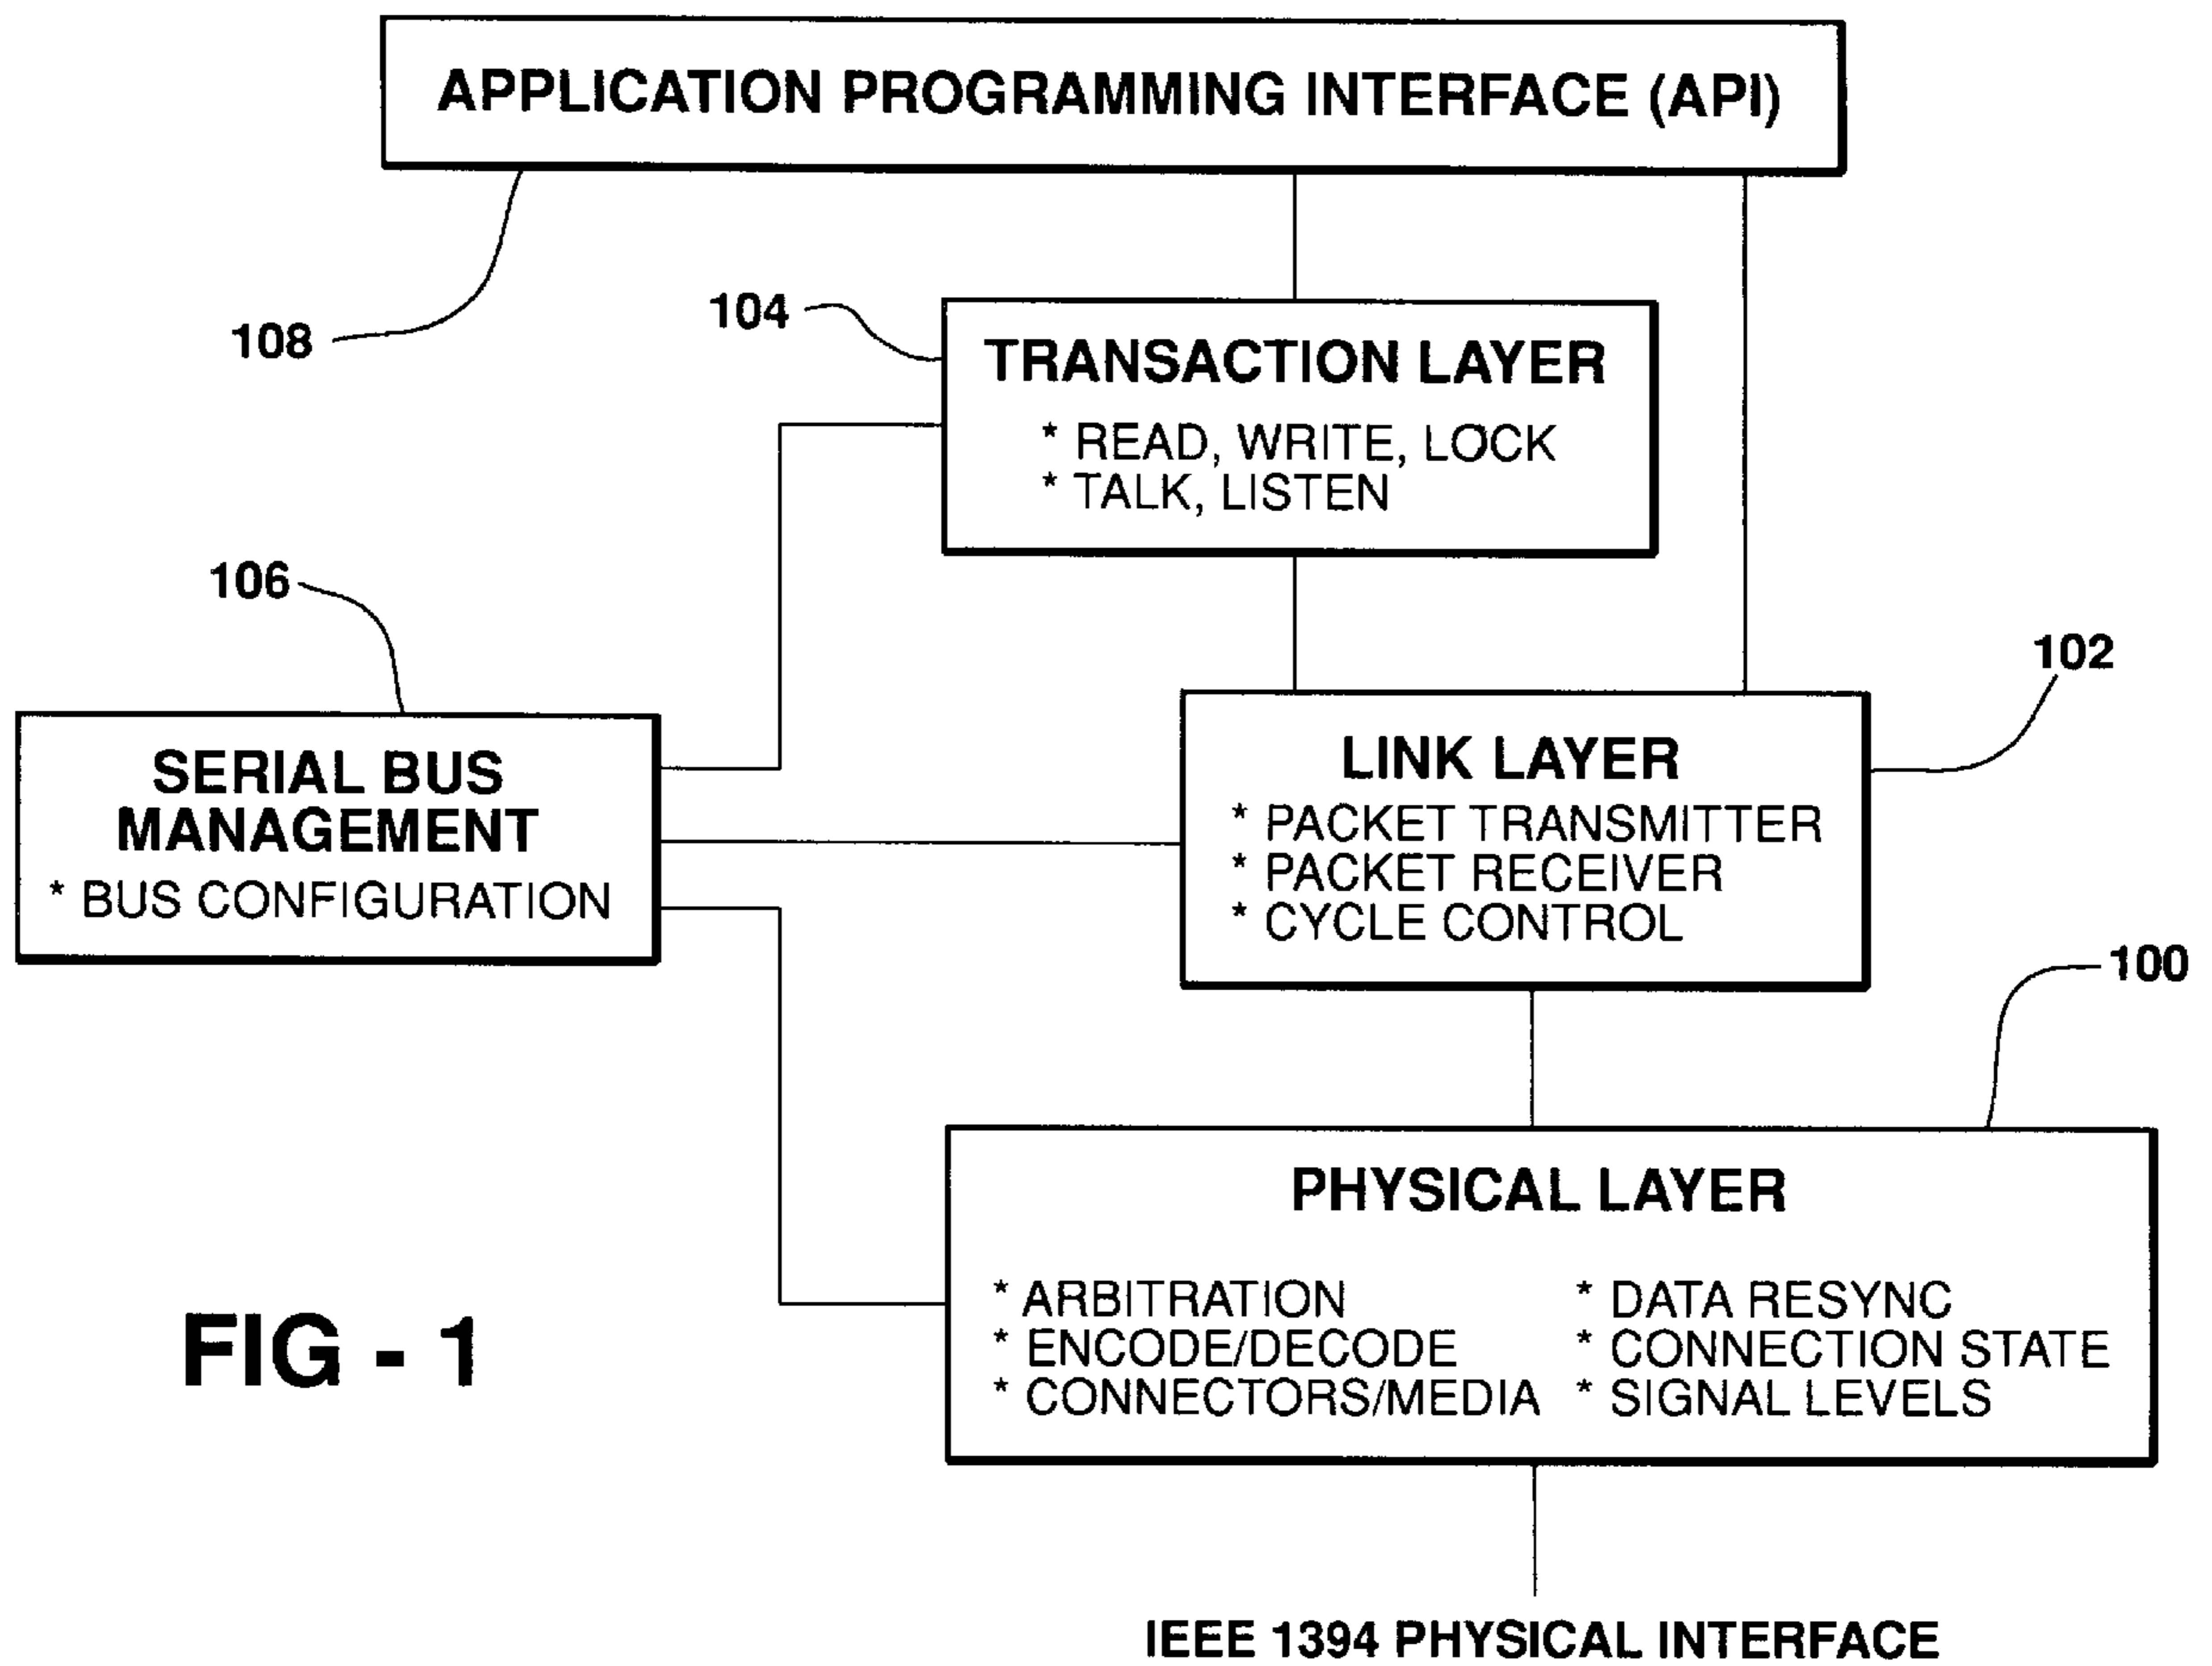 APPLICATION PROGRAMMING INTERFACE (API)
108
104
TRANSACTION LAYER
* READ, WRITE, LOCK
* TALK, LISTEN
106
102
SERIAL BUS
MANAGEMENT
* BUS CONFIGURATION
LINK LAYER
* PACKET TRANSMITTER
* PACKET RECEIVER
* CYCLE CONTROL
100
PHYSICAL LAYER
* ARBITRATION
* ENCODE/DECODE
* CONNECTORS/MEDIA
* DATA RESYNC
* CONNECTION STATE
* SIGNAL LEVELS
FIG - 1
IEEE 1394 PHYSICAL INTERFACE